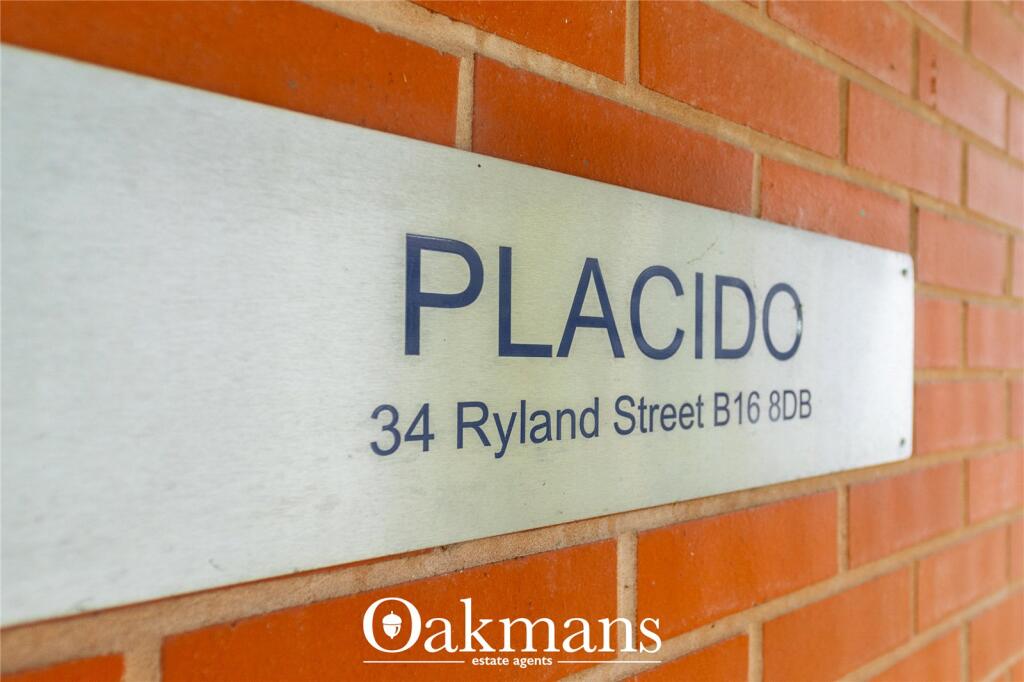 PLACIDO
34 Ryland Street B16 8DB
Oakmans
estate agents